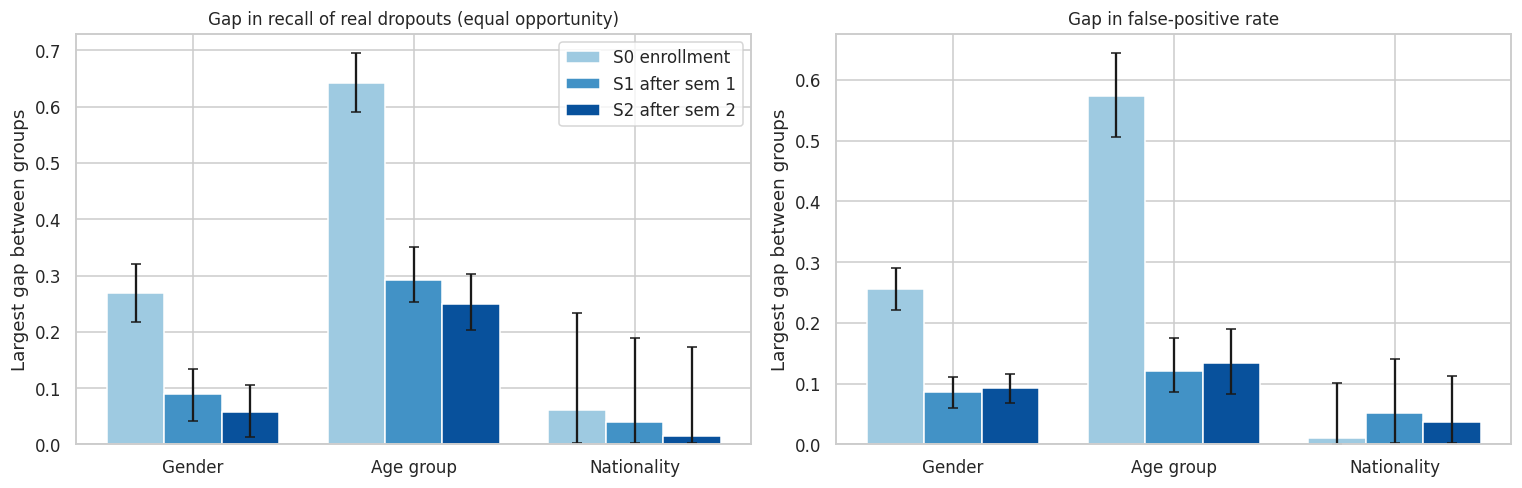 Gap in recall of real dropouts (equal opportunity)
Largest gap between groups
0.7
0.6
0.5
0.4
0.3
0.2
0.1
0.0
S0 enrollment
S1 after sem 1
S2 after sem 2
Gender
Age group
Nationality
Gap in false-positive rate
Largest gap between groups
0.6
0.5
0.4
0.3
0.2
0.1
0.0
Gender
Age group
Nationality